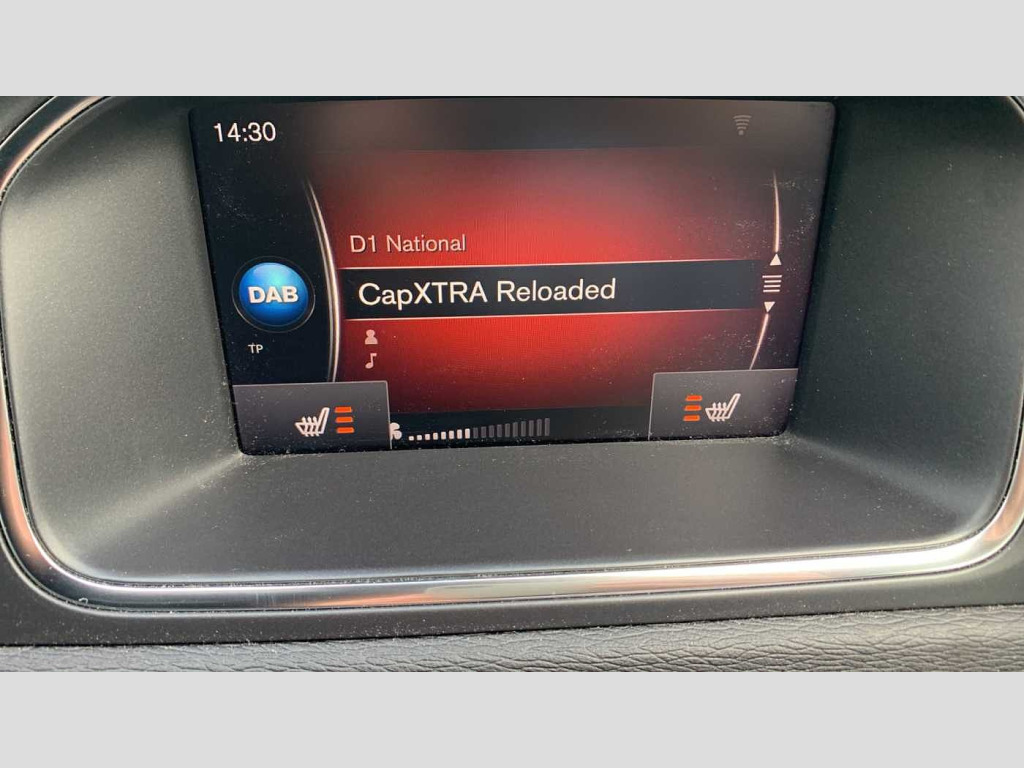 14:30
D1 National
DAB
CapXTRA Reloaded
TP